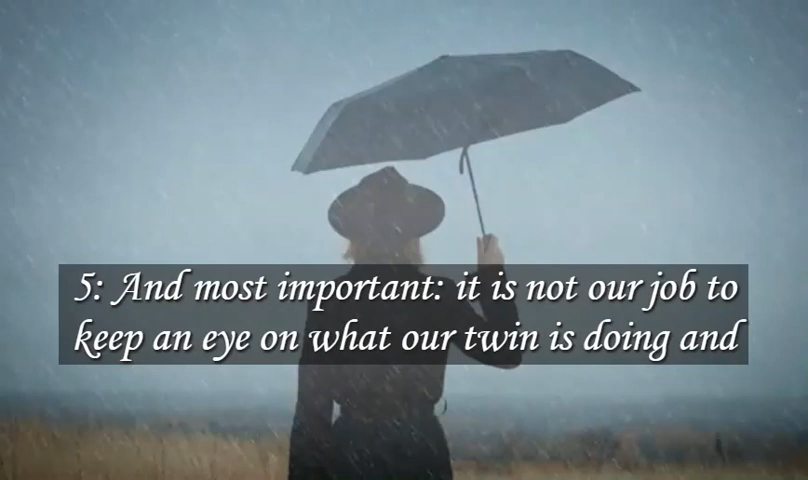 5: And most important: it is not our job to
keep an eye on what our twin is doing and